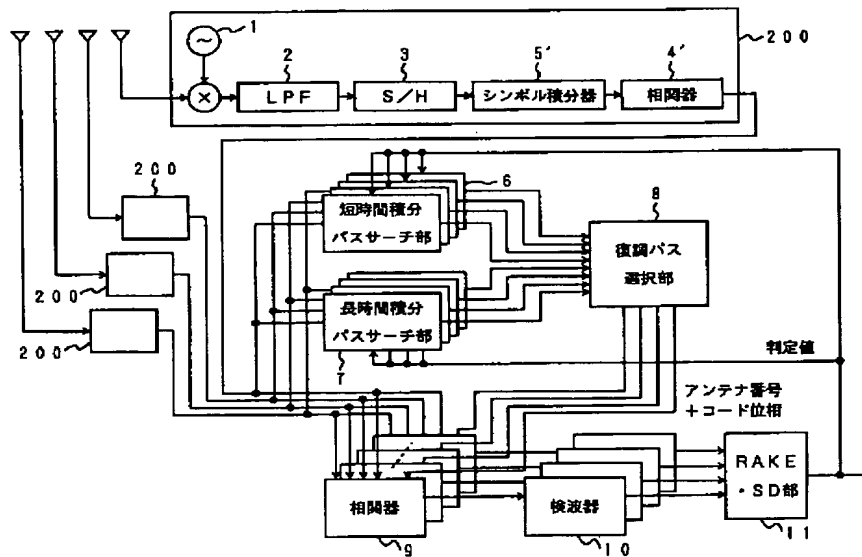 1
200
2
3
5'
4'
~
×
LPF
S/H
シンボル積分器
相関器
200
6
8
短時間積分
パスサーチ部
復調パス
選択部
200
長時間積分
パスサーチ部
200
7
判定値
アンテナ番号
+コード位相
RAKE
・SD部
相関器
検波器
9
10
11